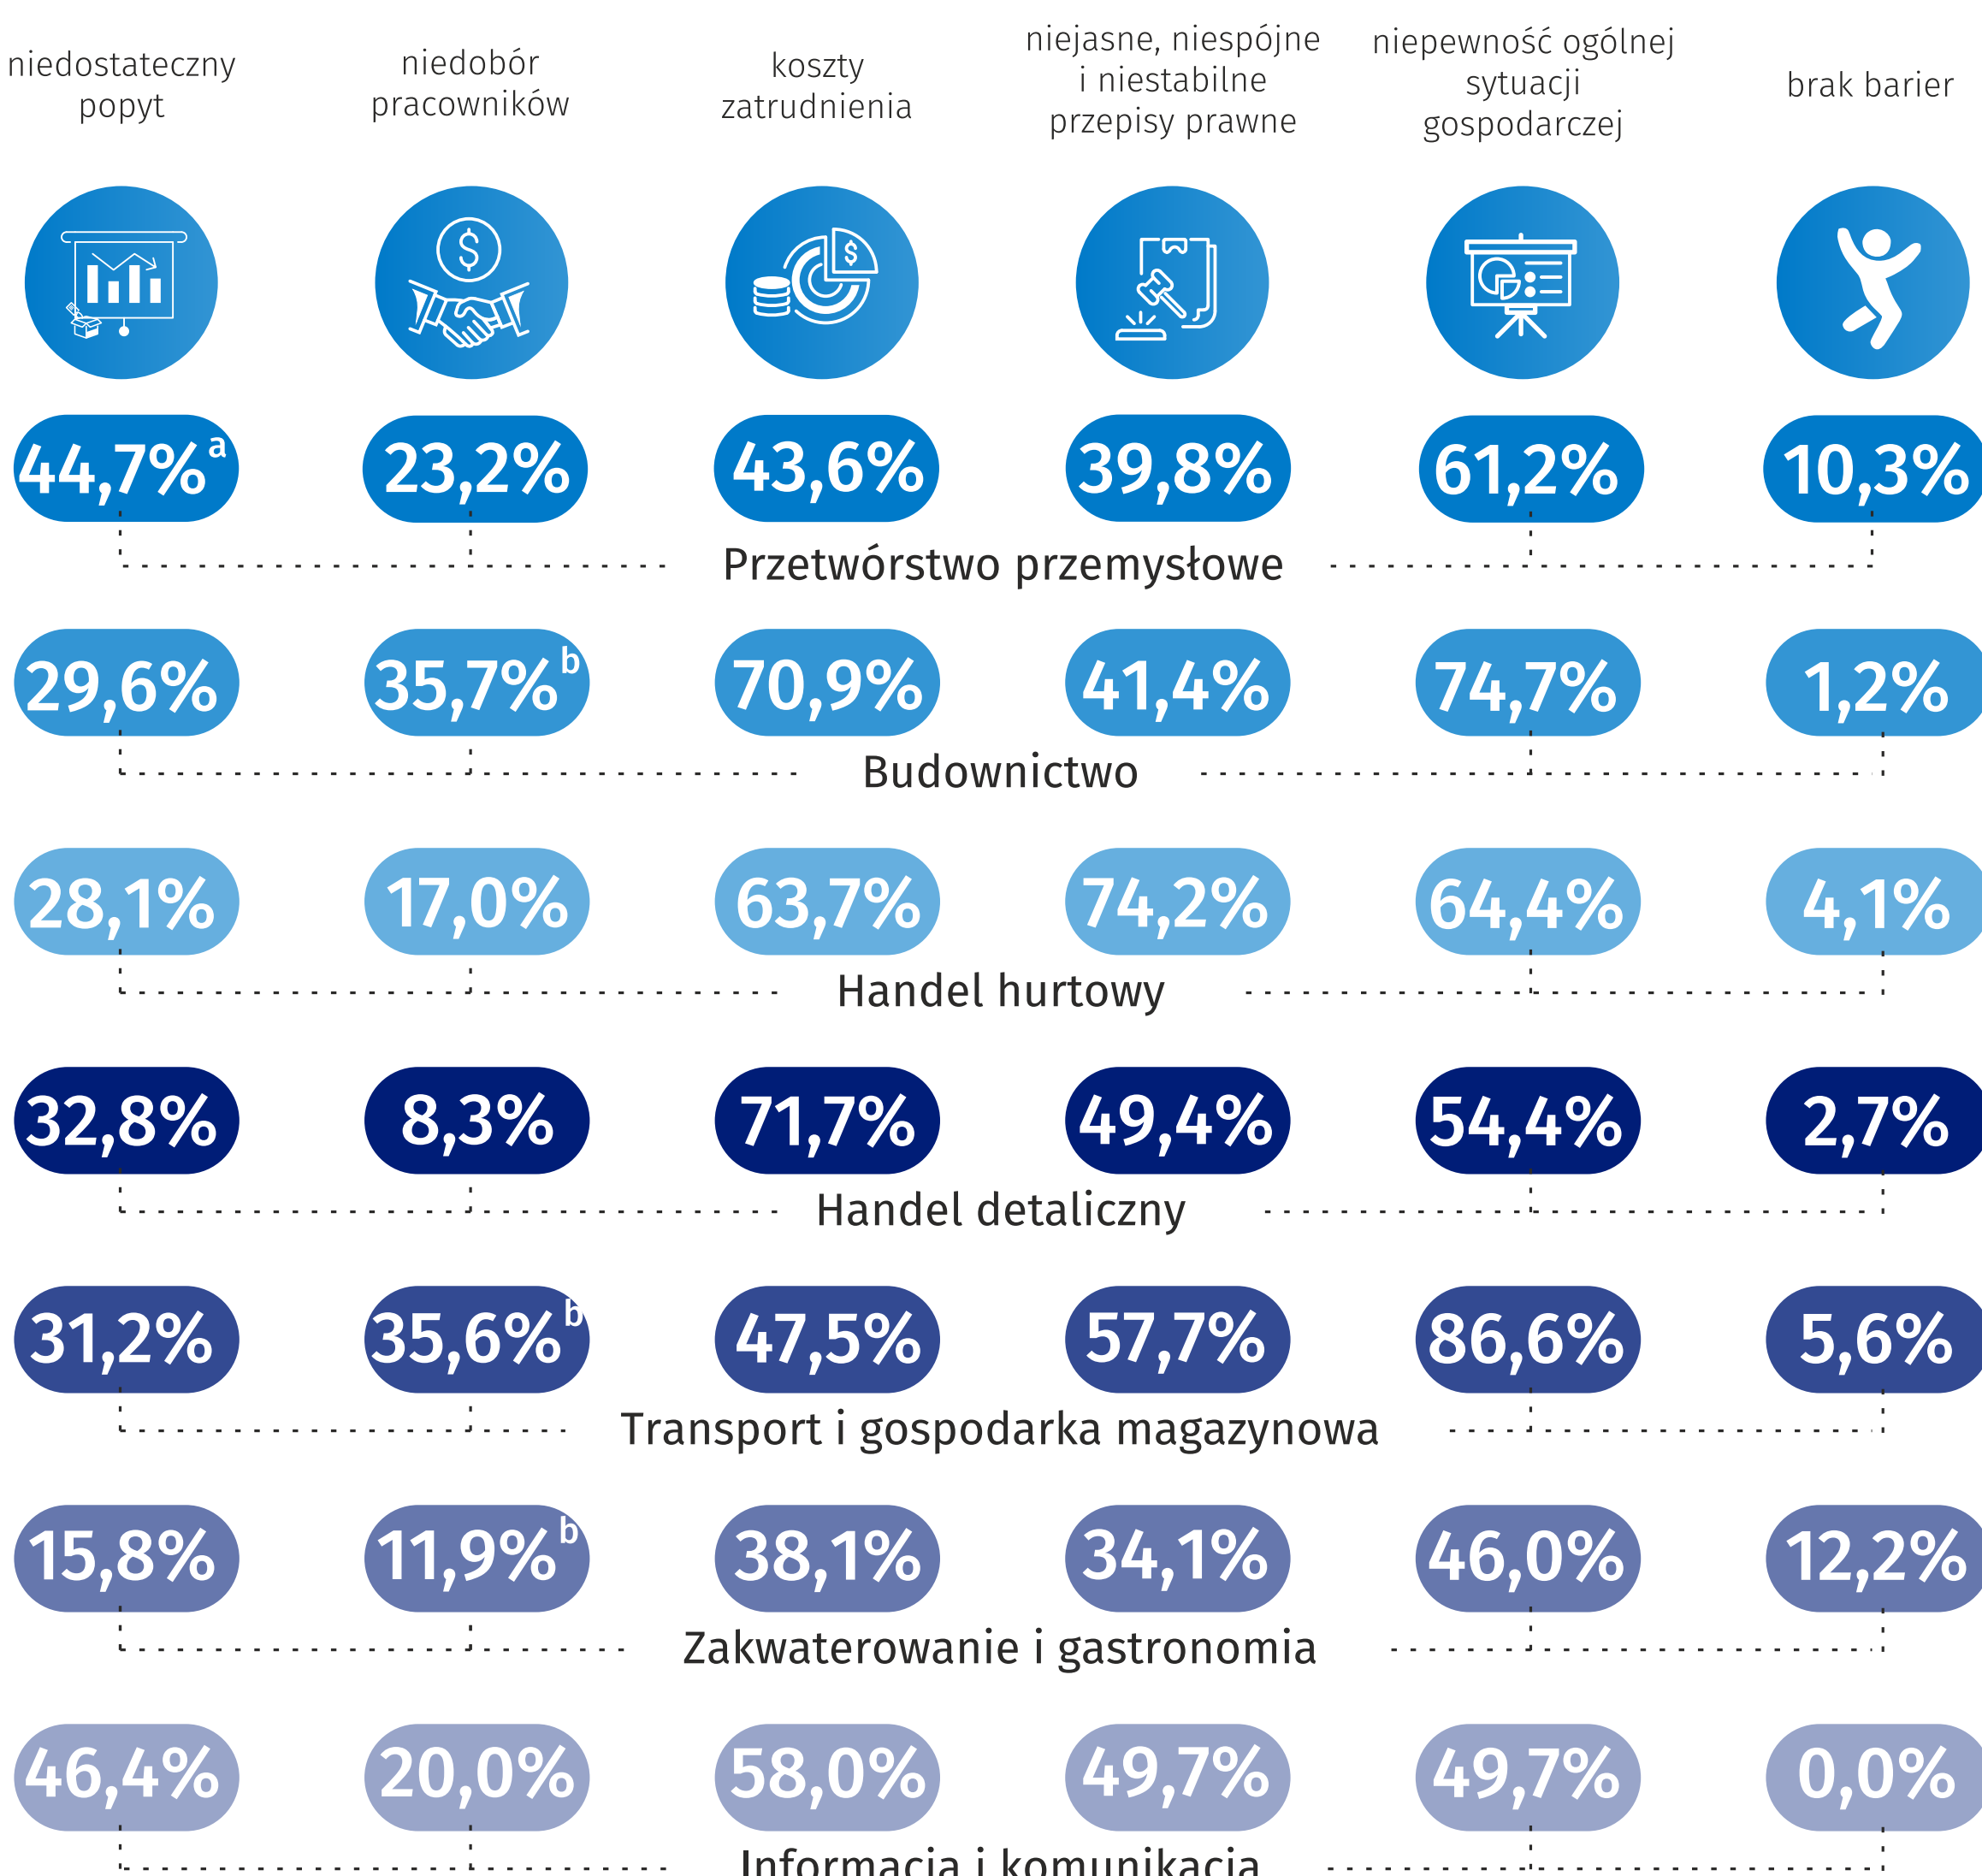 niedostateczny
popyt
niedobór
pracowników
koszty
zatrudnienia
niejasne, niespójne
i niestabilne
przepisy prawne
niepewność ogólnej
sytuacji
gospodarczej
brak barier
44,7%a 23,2% 43,6% 39,8% 61,2% 10,3%
Przetwórstwo przemysłowe
29,6% 35,7%b 70,9% 41,4% 74,7% 1,2%
Budownictwo
28,1% 17,0% 63,7% 74,2% 64,4% 4,1%
Handel hurtowy
32,8% 8,3% 71,7% 49,4% 54,4% 2,7%
Handel detaliczny
31,2% 35,6%b 47,5% 57,7% 86,6% 5,6%
Transport i gospodarka magazynowa
15,8% 11,9%b 38,1% 34,1% 46,0% 12,2%
Zakwaterowanie i gastronomia
46,4% 20,0% 58,0% 49,7% 49,7% 0,0%
Informacja i komunikacja